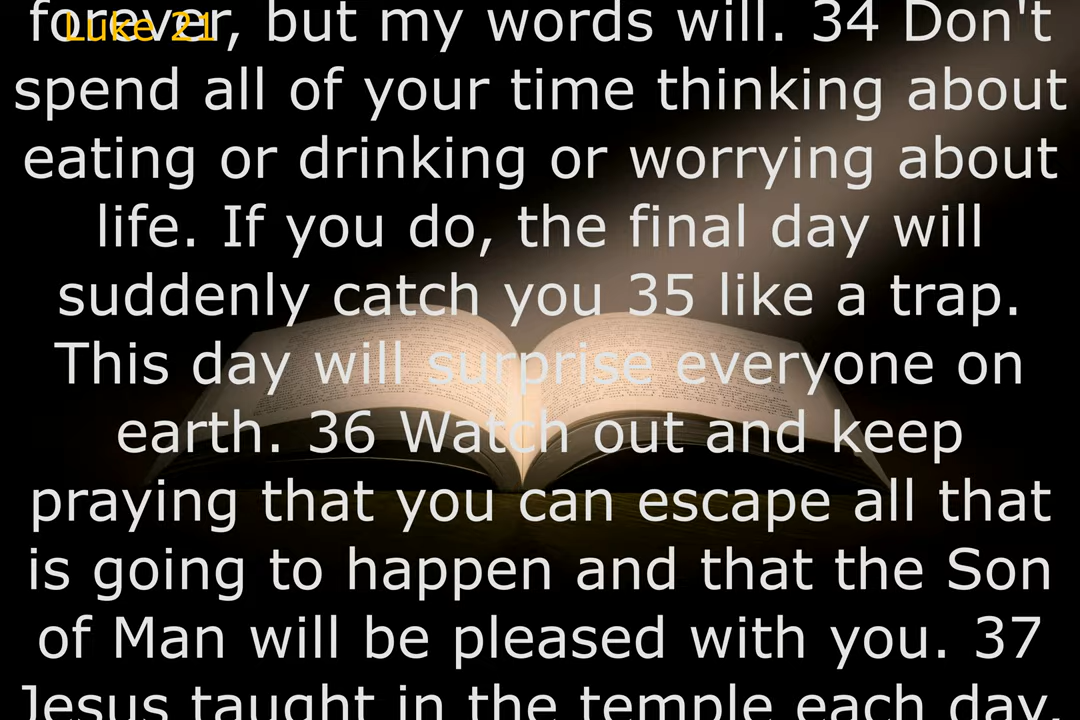 Luke 21
forever, but my words will. 34 Don't
spend all of your time thinking about
eating or drinking or worrying about
life. If you do, the final day will
suddenly catch you 35 like a trap.
This day will surprise everyone on
earth. 36 Watch out and keep
praying that you can escape all that
is going to happen and that the Son
of Man will be pleased with you. 37
Jesus taught in the temple each day,